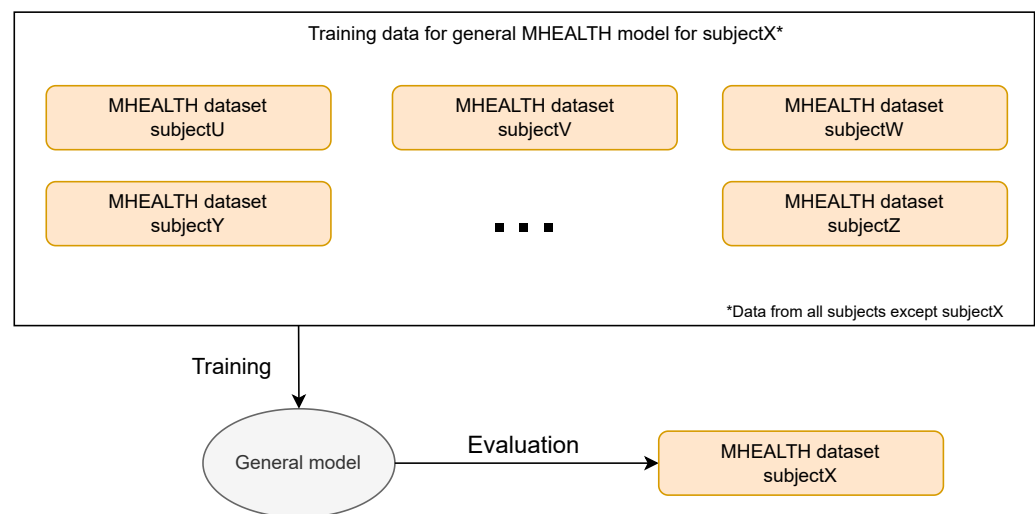 Training data for general MHEALTH model for subjectX*
MHEALTH dataset
subjectU
MHEALTH dataset
subjectV
MHEALTH dataset
subjectW
MHEALTH dataset
subjectY
...
MHEALTH dataset
subjectZ
*Data from all subjects except subjectX
Training
General model
Evaluation
MHEALTH dataset
subjectX